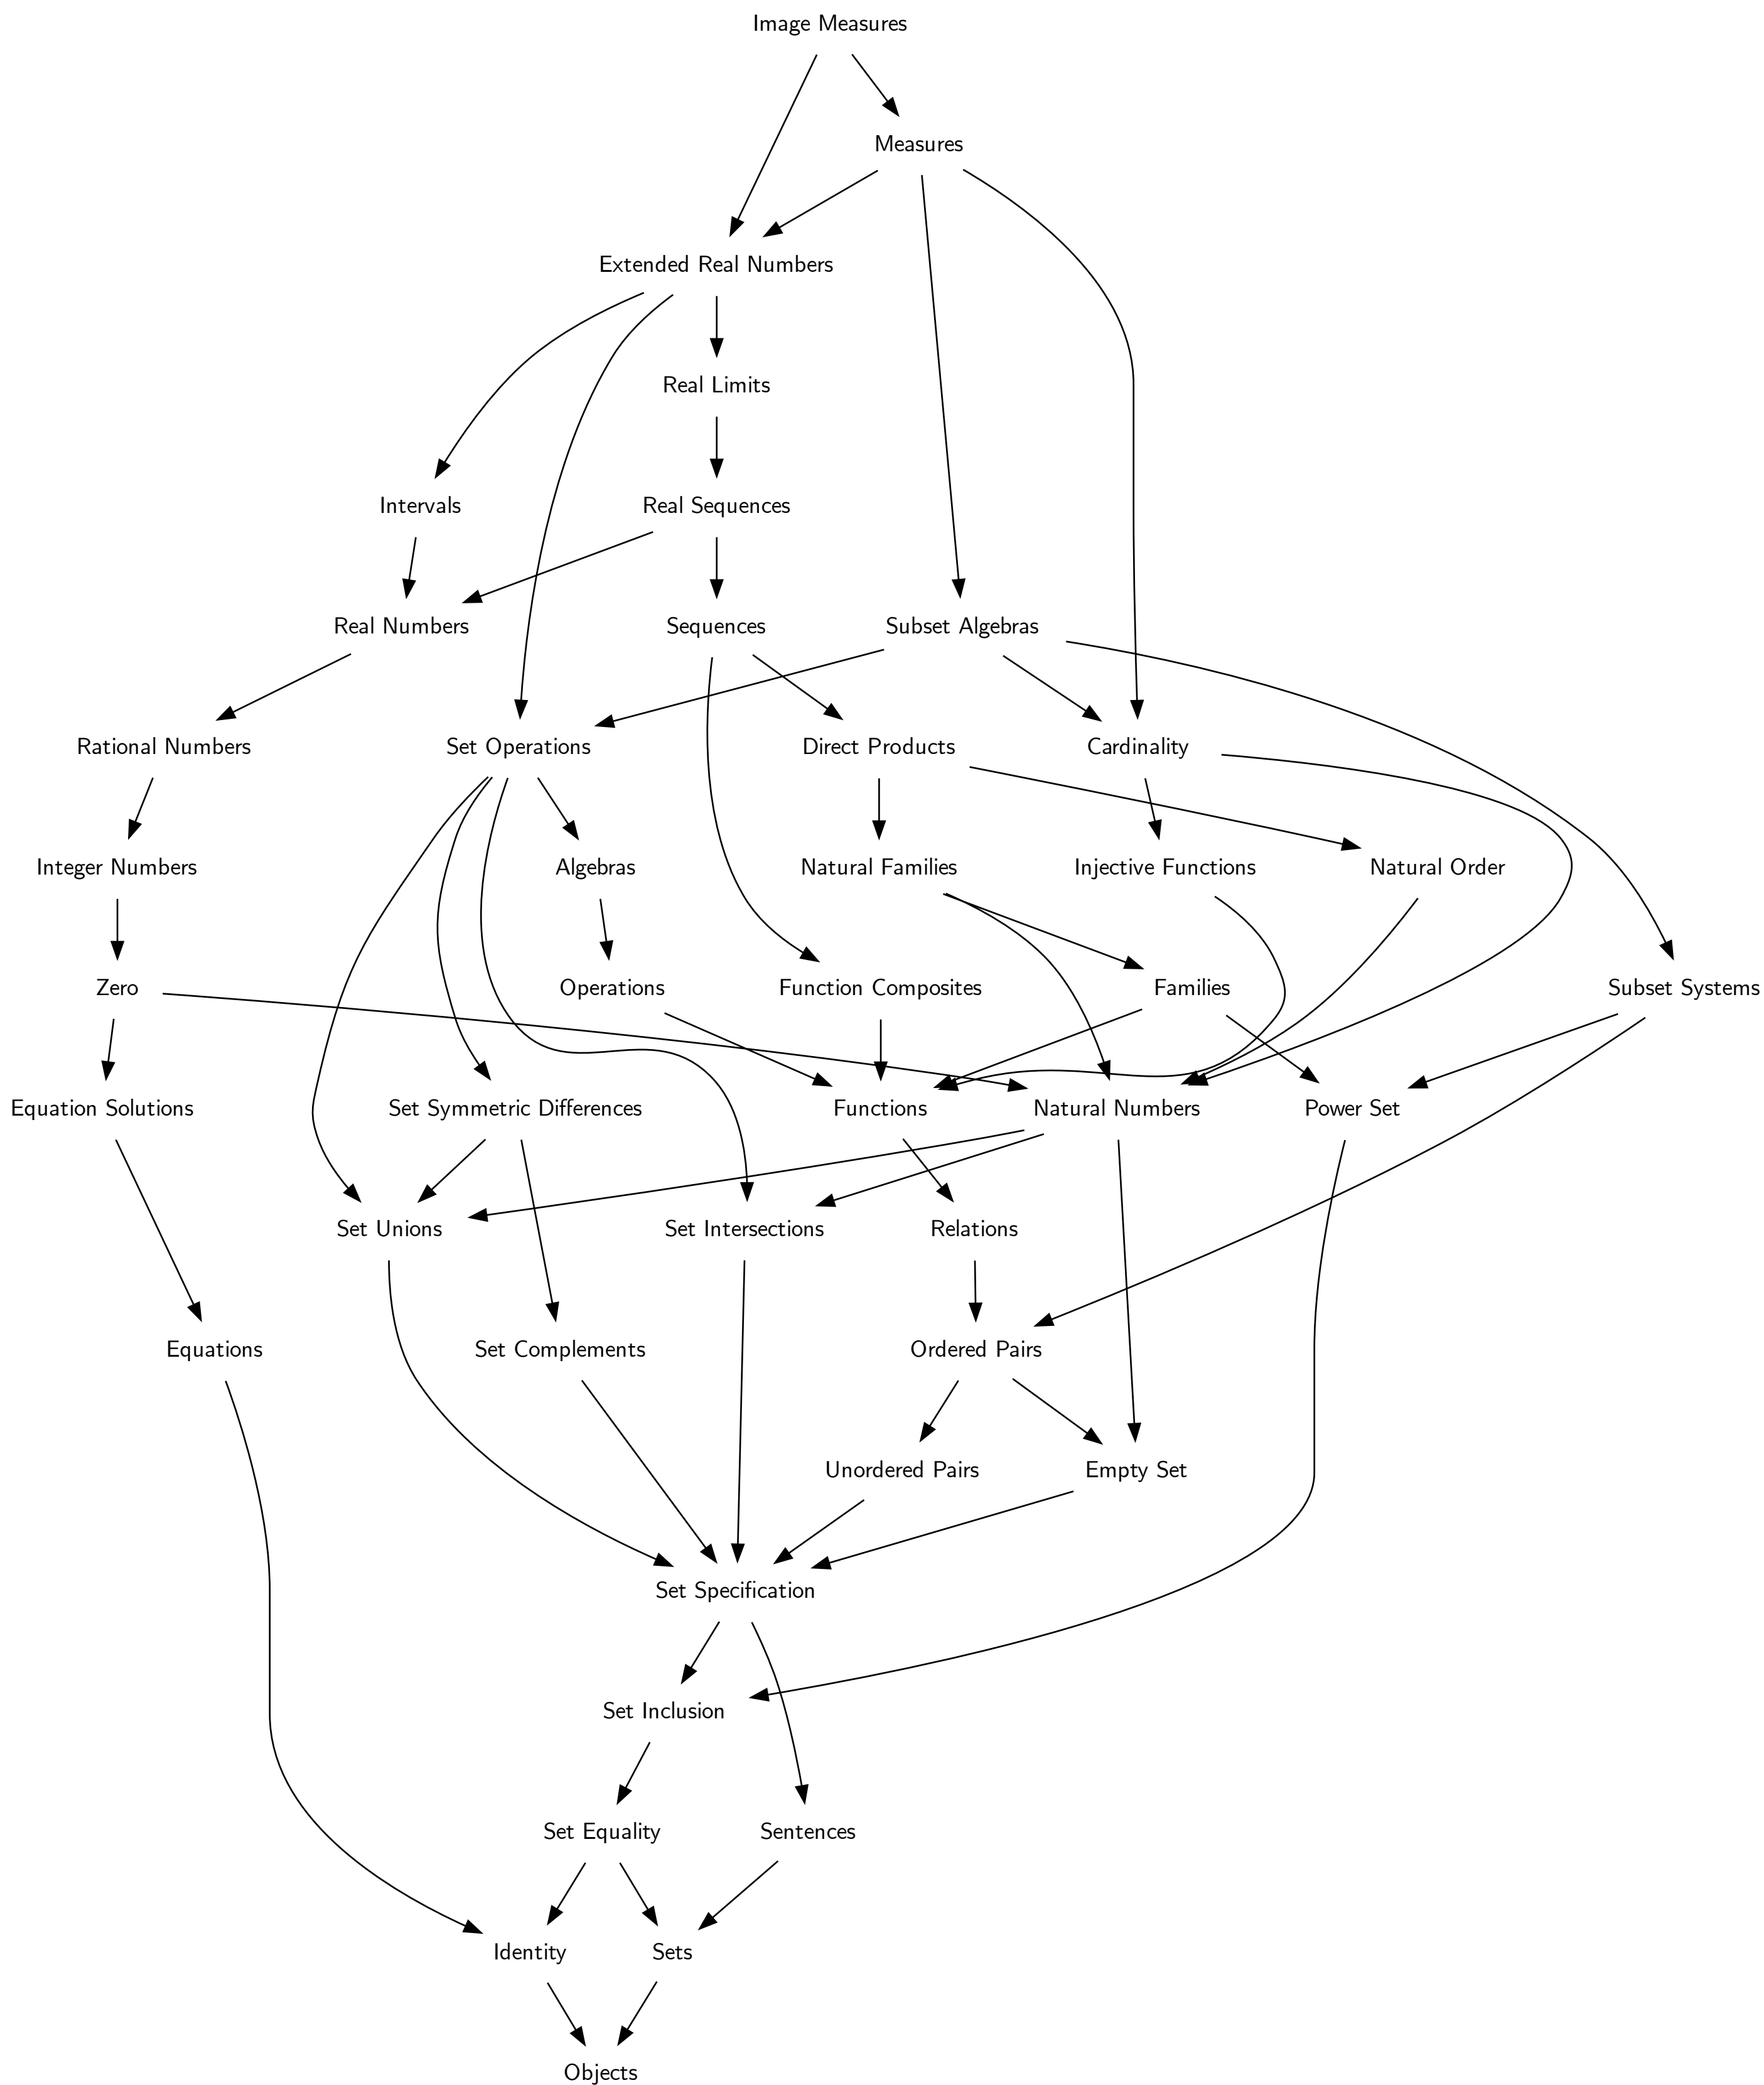 Image Measures
Measures
Extended Real Numbers
Real Limits
Intervals
Real Sequences
Real Numbers
Sequences
Subset Algebras
Rational Numbers
Set Operations
Direct Products
Cardinality
Integer Numbers
Algebras
Natural Families
Injective Functions
Natural Order
Zero
Operations
Function Composites
Families
Subset Systems
Equation Solutions
Set Symmetric Differences
Functions
Natural Numbers
Power Set
Set Unions
Set Intersections
Relations
Equations
Set Complements
Ordered Pairs
Unordered Pairs
Empty Set
Set Specification
Set Inclusion
Set Equality
Sentences
Identity
Sets
Objects